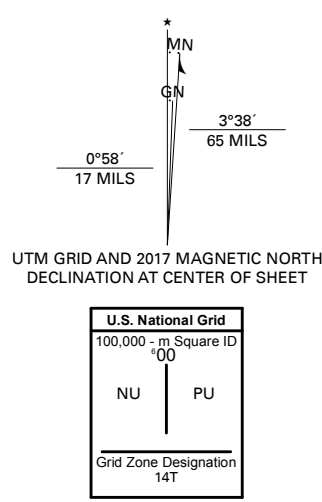 ★
MN
GN
3°38´
65 MILS
0°58´
17 MILS
UTM GRID AND 2017 MAGNETIC NORTH
DECLINATION AT CENTER OF SHEET
U.S. National Grid
100,000 - m Square ID
⁶00
NU PU
Grid Zone Designation
14T